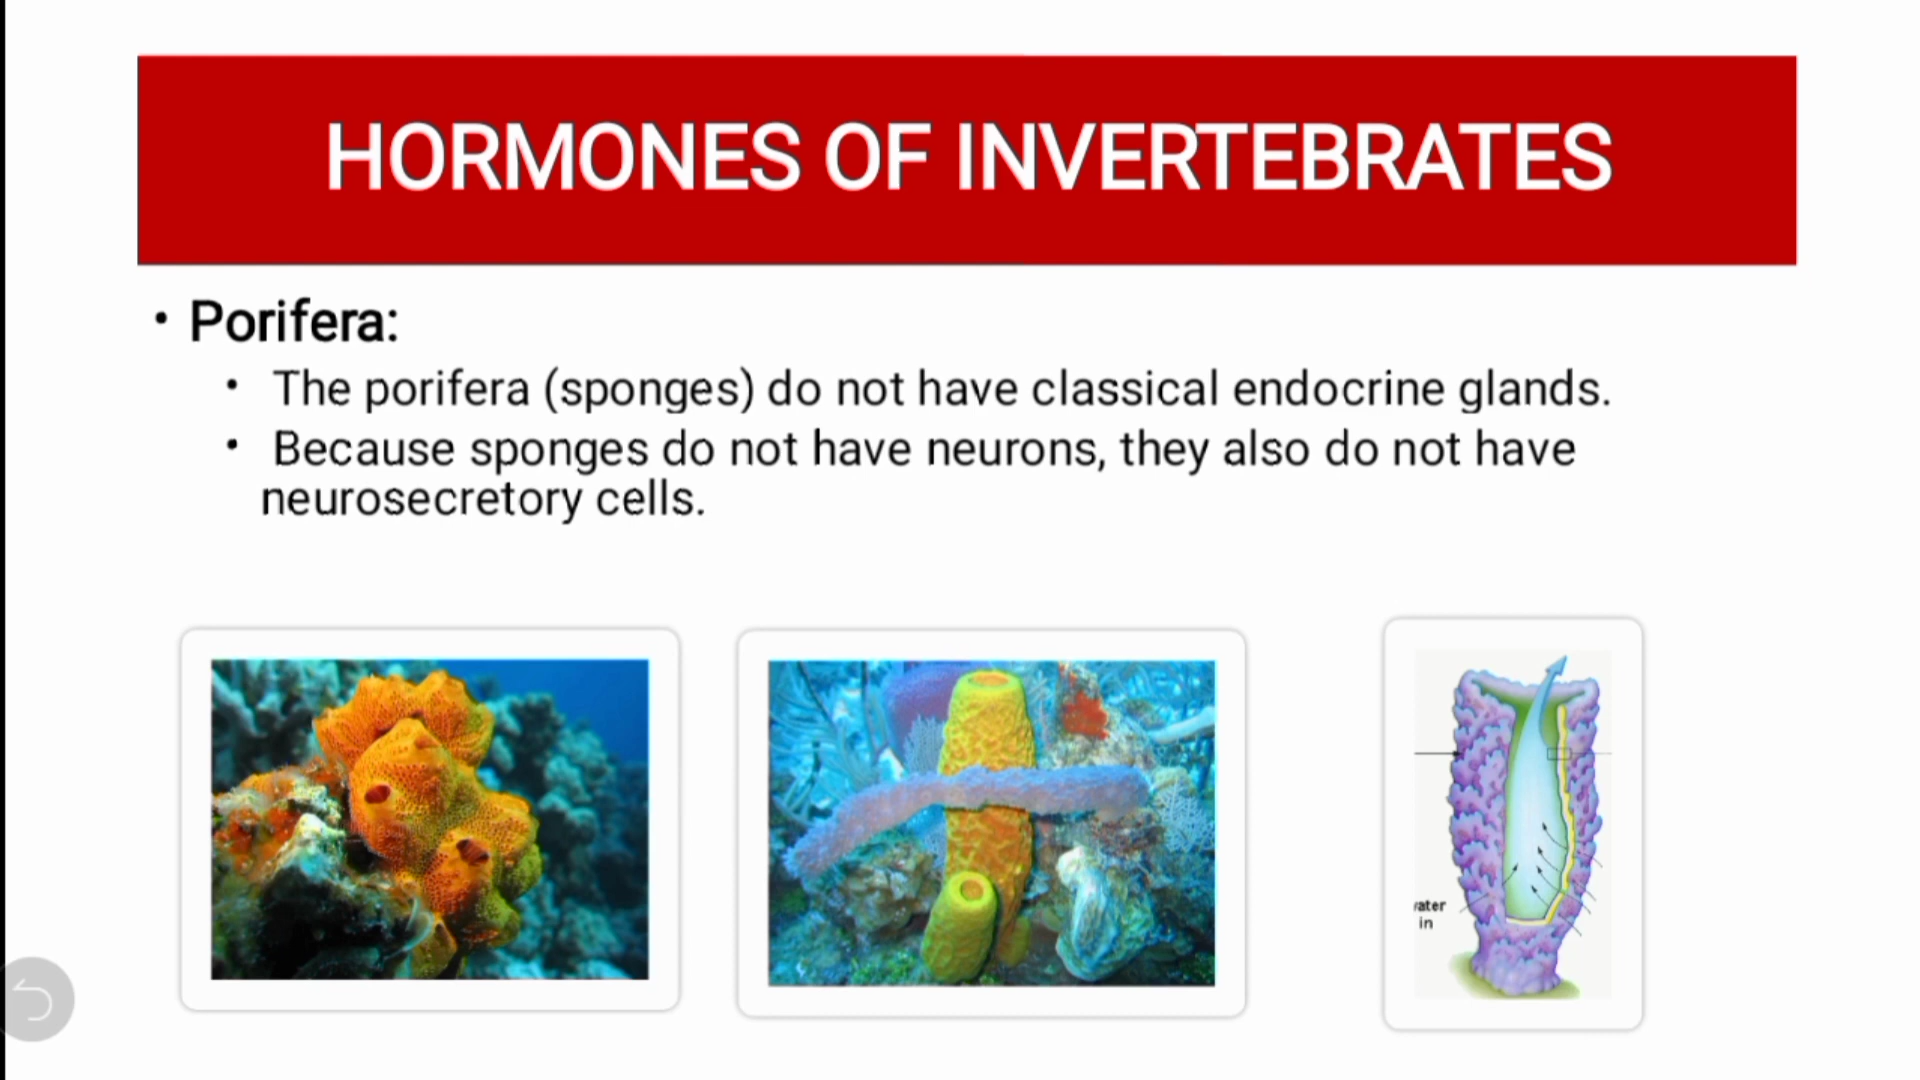 HORMONES OF INVERTEBRATES
• Porifera:
• The porifera (sponges) do not have classical endocrine glands.
• Because sponges do not have neurons, they also do not have
neurosecretory cells.
in